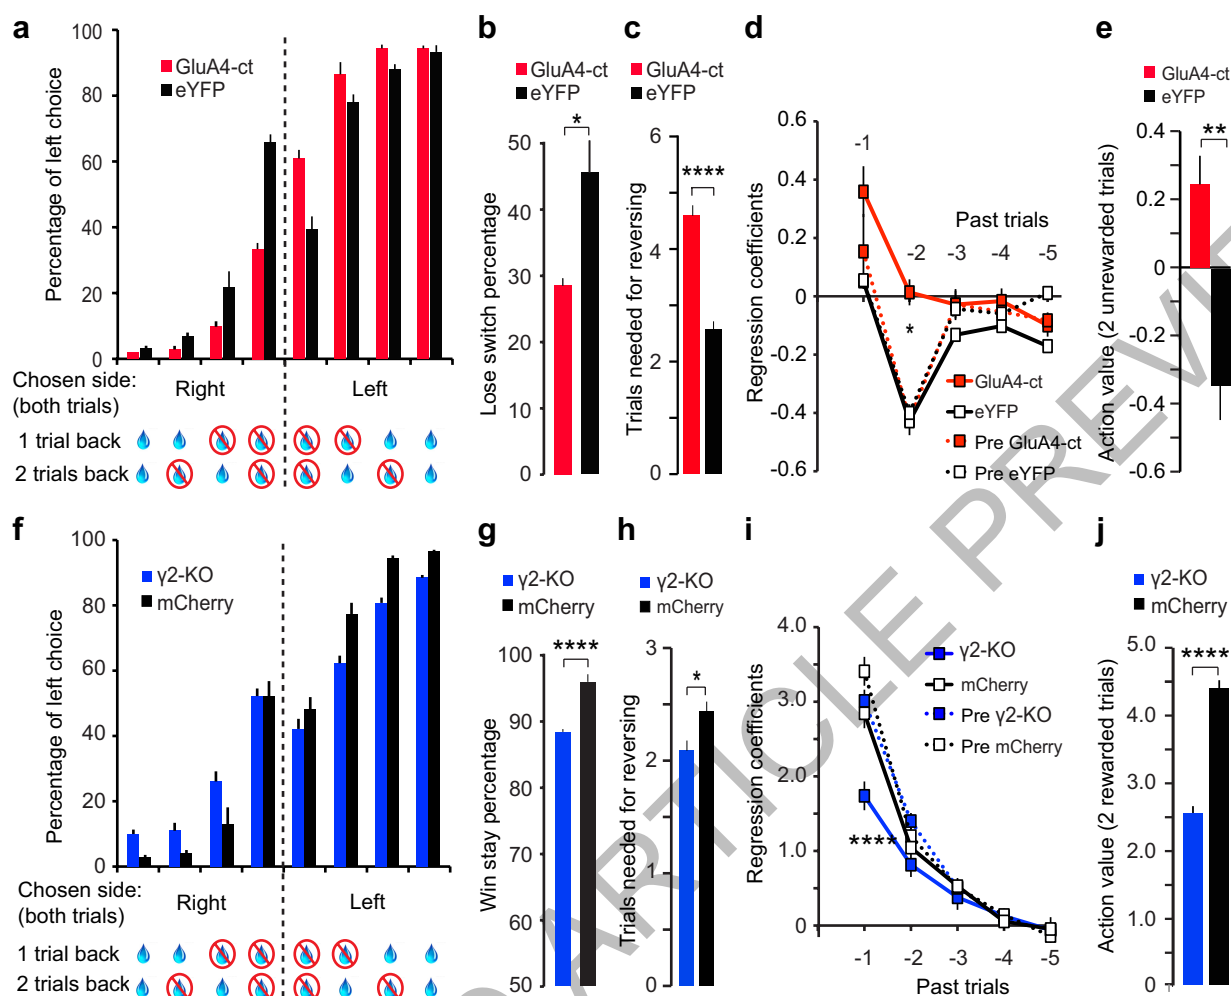 a
GluA4-ct
eYFP
Percentage of left choice
100
80
60
40
20
0
Chosen side:
(both trials)
Right
Left
1 trial back
2 trials back
b
GluA4-ct
eYFP
*
Lose switch percentage
50
40
30
20
10
0
c
GluA4-ct
eYFP
****
Trials needed for reversing
6
4
2
0
d
Regression coefficients
0.6
0.4
0.2
0
-0.2
-0.4
-0.6
Past trials
-1
-2
-3
-4
-5
*
GluA4-ct
eYFP
Pre GluA4-ct
Pre eYFP
e
GluA4-ct
eYFP
**
Action value (2 unrewarded trials)
0.4
0.2
0
-0.2
-0.4
-0.6
f
γ2-KO
mCherry
Percentage of left choice
100
80
60
40
20
0
Chosen side:
(both trials)
Right
Left
1 trial back
2 trials back
g
γ2-KO
mCherry
****
Win stay percentage
100
90
80
70
60
50
h
γ2-KO
mCherry
*
Trials needed for reversing
3
2
1
0
i
Regression coefficients
4.0
3.0
2.0
1.0
0
γ2-KO
mCherry
Pre γ2-KO
Pre mCherry
****
-1
-2
-3
-4
-5
Past trials
j
γ2-KO
mCherry
****
Action value (2 rewarded trials)
5.0
4.0
3.0
2.0
1.0
0
ARTICLE PREVIE